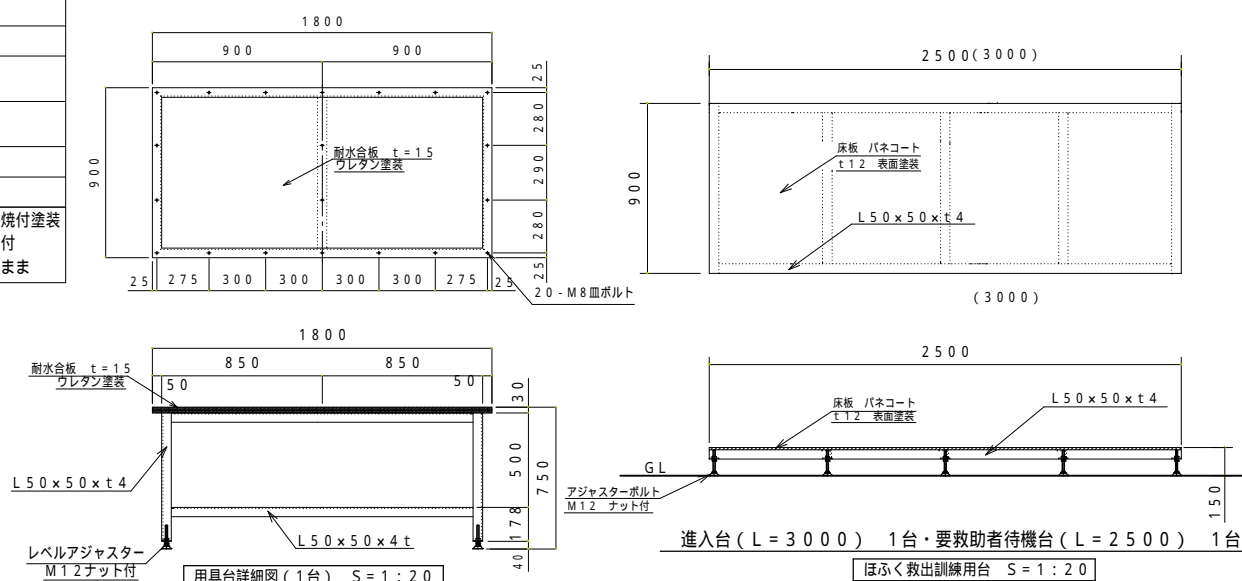 焼付塗装
付
まま
1800
900 900
25
280
290
280
25
900
耐水合板 t=15
ウレタン塗装
25 275 300 300 300 300 275 25
20-M8皿ボルト
2500(3000)
900
床板 パネコート
t12 表面塗装
L50×50×t4
(3000)
1800
850 850
耐水合板 t=15
ウレタン塗装
50 50
30
500
750
178
40
L50×50×t4
L50×50×4t
レベルアジャスター
M12ナット付
用具台詳細図(1台) S=1:20
2500
床板 パネコート
t12 表面塗装
L50×50×t4
GL
アジャスターボルト
M12 ナット付
150
進入台(L=3000) 1台・要救助者待機台(L=2500) 1台
ほふく救出訓練用台 S=1:20